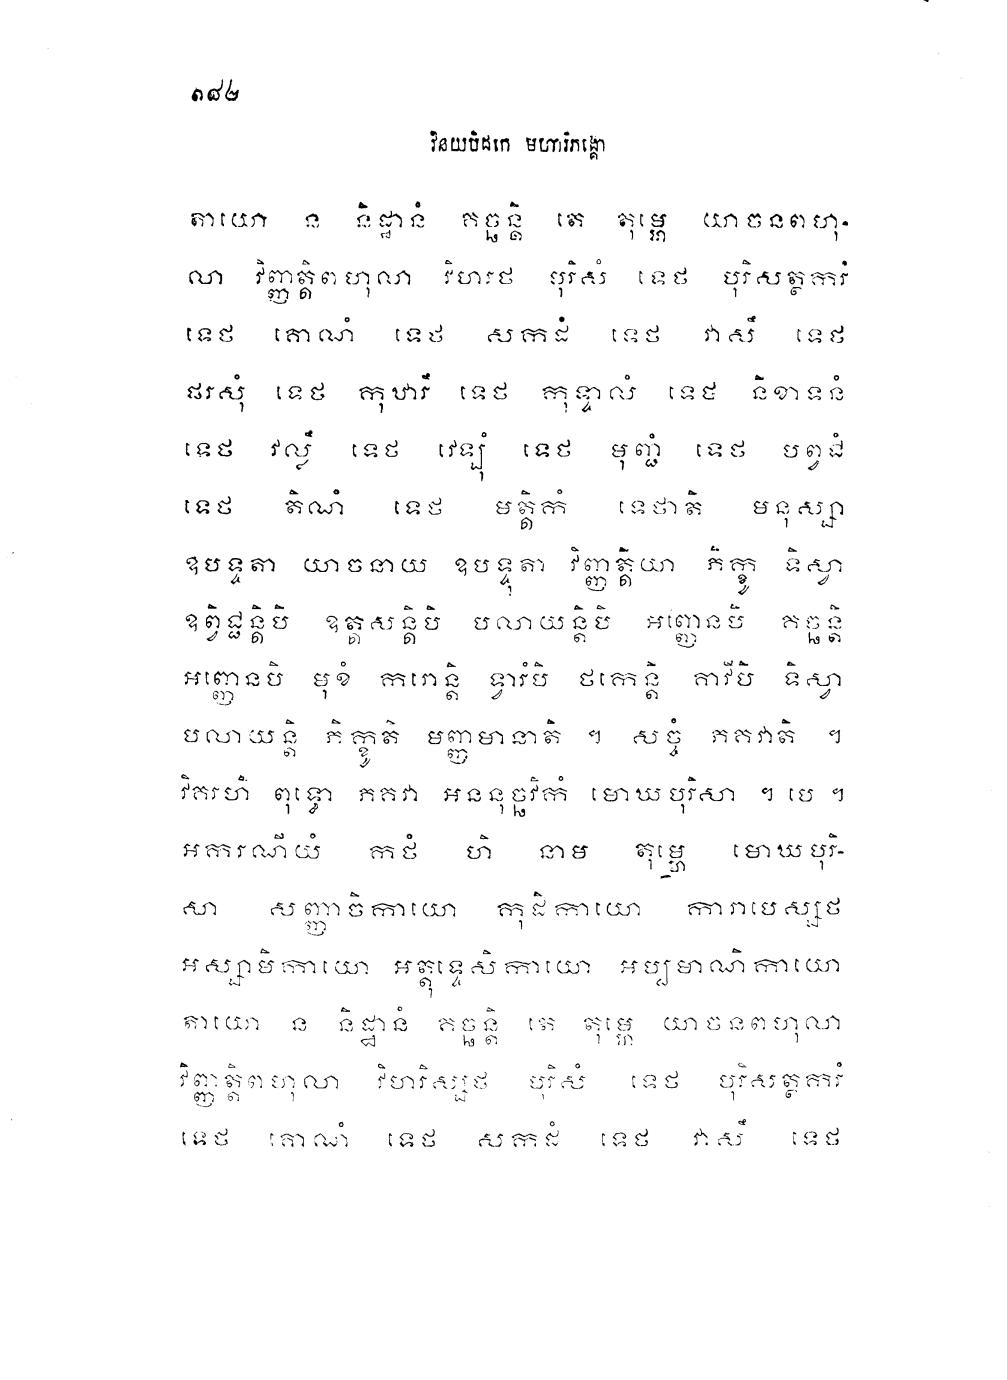 ១៨២
វិនយបិដកេ មហាវិភង្គោ
តាយោ ន និដ្ឋានំ គច្ឆន្តិ តេ តុម្ហេ យាចនពហុ-
លា វិញ្ញត្តិពហុលា វិហរថ បុរិសំ ទេថ បុរិសត្ថការំ
ទេថ គោណំ ទេថ សកដំ ទេថ វាសឹ ទេថ
ផរសុំ ទេថ កុឋារឹ ទេថ កុទ្ទាលំ ទេថ និខាទនំ
ទេថ វល្លឹ ទេថ វេឡុំ ទេថ មុញ្ជំ ទេថ បព្វជំ
ទេថ តិណំ ទេថ មត្តិកំ ទេថាតិ មនុស្សា
ឧបទ្ទុតា យាចនាយ ឧបទ្ទុតា វិញ្ញត្តិយា ភិក្ខូ ទិស្វា
ឧព្វិជ្ជន្តិបិ ឧត្តសន្តិបិ បលាយន្តិបិ អញ្ញេនបិ គច្ឆន្តិ
អញ្ញេនបិ មុខំ ករោន្តិ ទ្វារំបិ ថកេន្តិ គាវីបិ ទិស្វា
បលាយន្តិ ភិក្ខូតិ មញ្ញមានាតិ ។ សច្ចំ ភគវាតិ ។
វិគរហិ ពុទ្ធោ ភគវា អននុច្ឆវិកំ មោឃបុរិសា ។ បេ ។
អការណីយំ កថំ ហិ នាម តុម្ហេ មោឃបុរិ-
សា សញ្ញាចិកាយោ កុដិកាយោ ការាបេស្សថ
អស្សាមិកាយោ អត្តុទ្ទេសិកាយោ អប្បមាណិកាយោ
តាយោ ន និដ្ឋានំ គច្ឆន្តិ តេ តុម្ហេ យាចនពហុលា
វិញ្ញត្តិពហុលា វិហរិស្សថ បុរិសំ ទេថ បុរិសត្ថការំ
ទេថ គោណំ ទេថ សកដំ ទេថ វាសឹ ទេថ